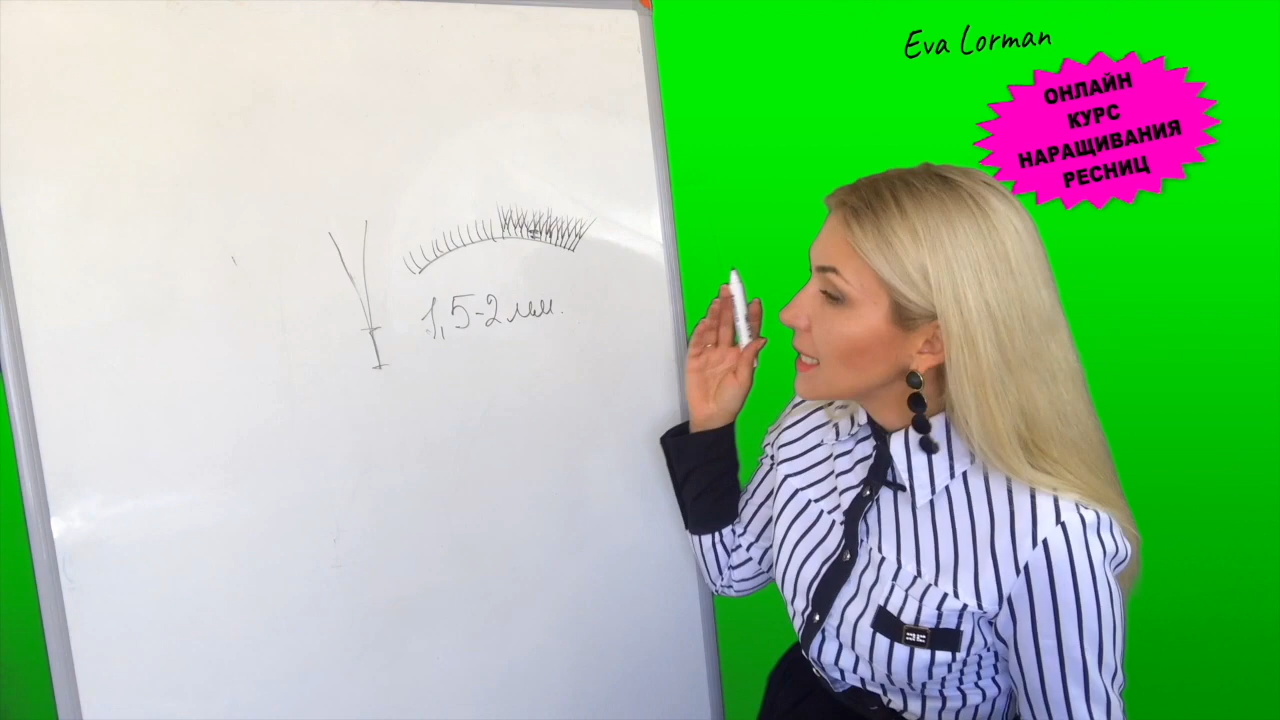 Eva Lorman
ОНЛАЙН
КУРС
НАРАЩИВАНИЯ
РЕСНИЦ
1,5-2 мм.